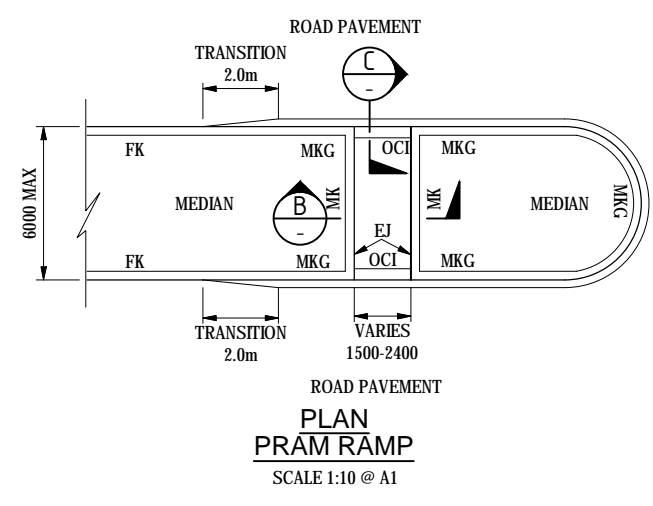 ROAD PAVEMENT
TRANSITION
2.0m
C
-
FK
MKG
OCI
MKG
6000 MAX
MEDIAN
B
-
MK
MK
MEDIAN
MKG
EJ
FK
MKG
OCI
MKG
TRANSITION
2.0m
VARIES
1500-2400
ROAD PAVEMENT
PLAN
PRAM RAMP
SCALE 1:10 @ A1